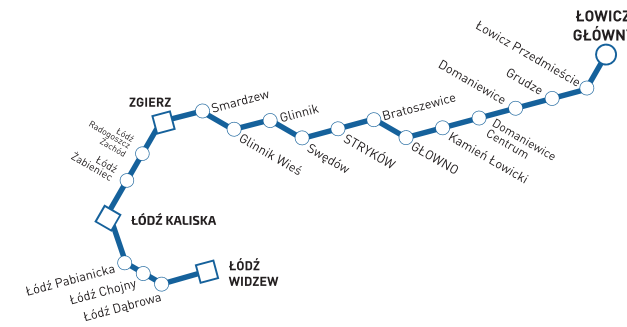 ŁOWICZ
GŁÓWNY
Łowicz Przedmieście
Grudze
Domaniewice
Domaniewice
Centrum
Kamień Łowicki
GŁOWNO
Bratoszewice
STRYKÓW
Swędów
Glinnik
Glinnik Wieś
Smardzew
ZGIERZ
Łódź
Radogoszcz
Zachód
Łódź
Żabieniec
ŁÓDŹ KALISKA
Łódź Pabianicka
Łódź Chojny
Łódź Dąbrowa
ŁÓDŹ
WIDZEW